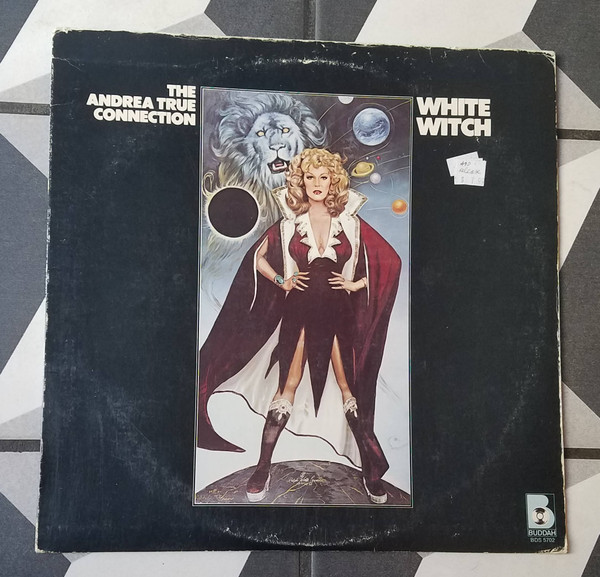 THE
ANDREA TRUE
CONNECTION
WHITE
WITCH
BUDDAH
BDS 5702